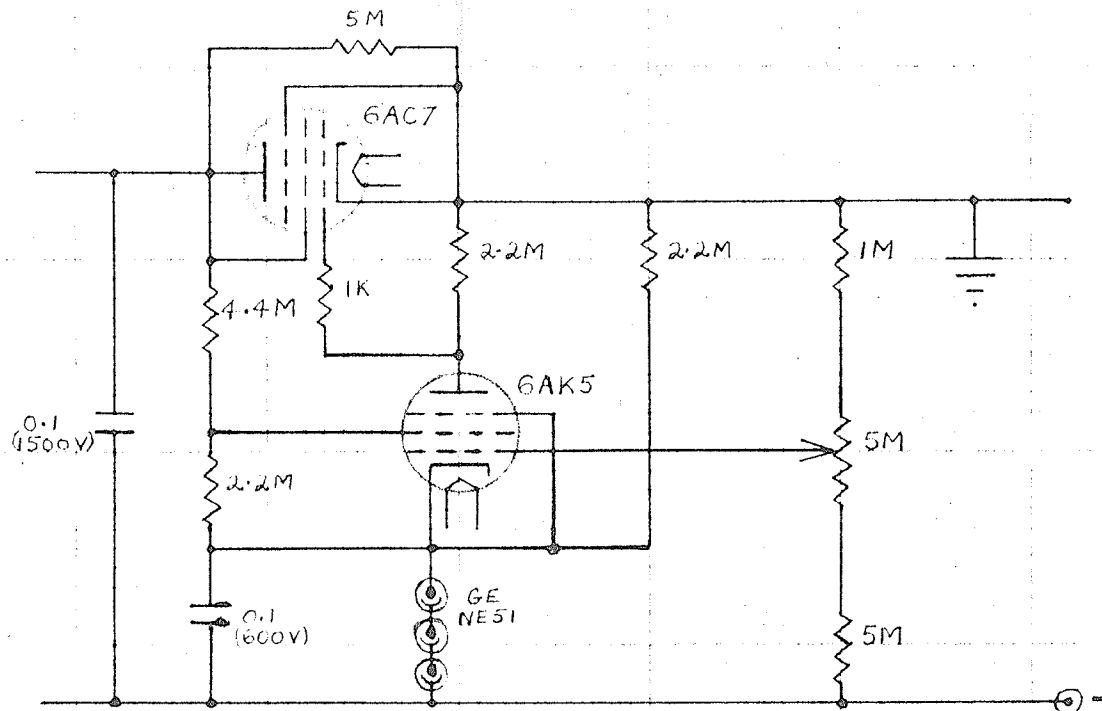 5M
6AC7
2.2M
2.2M
1M
1K
4.4M
6AK5
0.1
(1500V)
5M
2.2M
GE
NE51
0.1
(600V)
5M
-